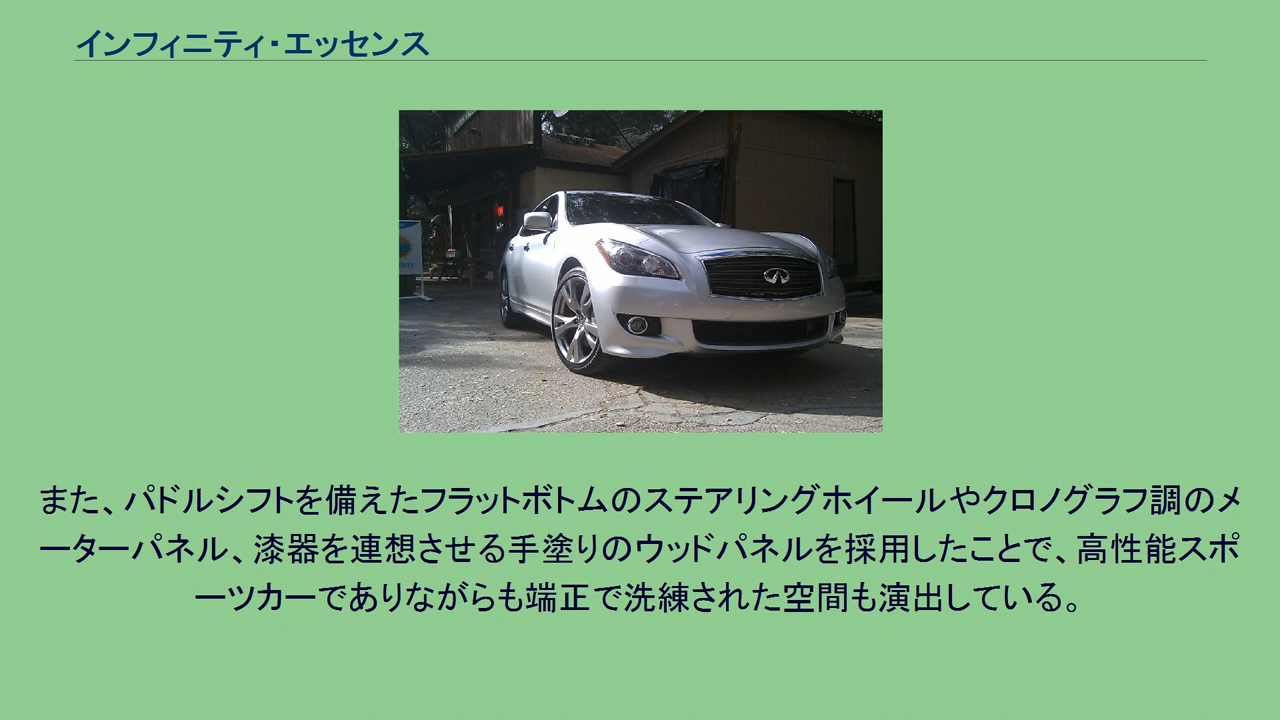 インフィニティ・エッセンス
また、パドルシフトを備えたフラットボトムのステアリングホイールやクロノグラフ調のメ
ーターパネル、漆器を連想させる手塗りのウッドパネルを採用したことで、高性能スポ
ーツカーでありながらも端正で洗練された空間も演出している。